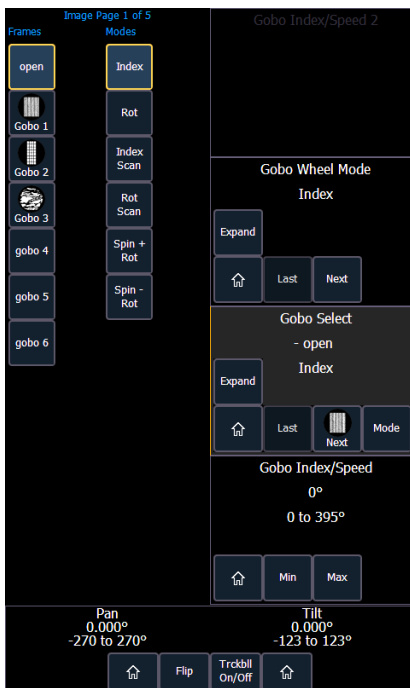 Image Page 1 of 5
Frames
Modes
open
Gobo 1
Gobo 2
Gobo 3
gobo 4
gobo 5
gobo 6
Index
Rot
Index
Scan
Rot
Scan
Spin +
Rot
Spin -
Rot
Gobo Index/Speed 2
Gobo Wheel Mode
Index
Expand
Last
Next
Gobo Select
- open
Index
Expand
Last
Next
Mode
Gobo Index/Speed
0°
0 to 395°
Min
Max
Pan
0.000°
-270 to 270°
Tilt
0.000°
-123 to 123°
Flip
Trckbll
On/Off